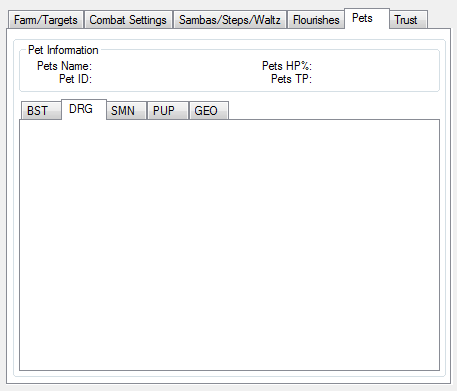 Farm/Targets Combat Settings Sambas/Steps/Waltz Flourishes Pets Trust
Pet Information
Pets Name: Pets HP%:
Pet ID: Pets TP:
BST DRG SMN PUP GEO